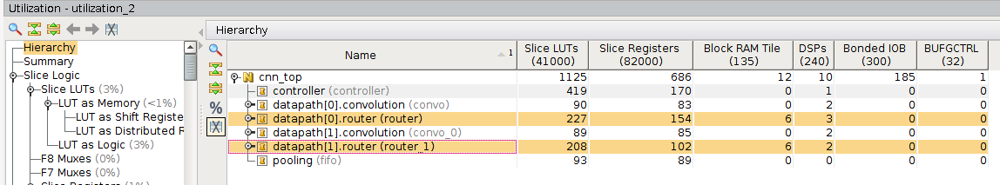 Utilization - utilization_2
Hierarchy
Summary
Slice Logic
Slice LUTs (3%)
LUT as Memory (<1%)
LUT as Shift Registe
LUT as Distributed R
LUT as Logic (3%)
F8 Muxes (0%)
F7 Muxes (0%)
Slice Registers (1%)
Hierarchy
Name 1 Slice LUTs (41000) Slice Registers (82000) Block RAM Tile (135) DSPs (240) Bonded IOB (300) BUFGCTRL (32)
cnn_top 1125 686 12 10 185 1
controller (controller) 419 170 0 1 0 0
datapath[0].convolution (convo) 90 83 0 2 0 0
datapath[0].router (router) 227 154 6 3 0 0
datapath[1].convolution (convo_0) 89 85 0 2 0 0
datapath[1].router (router_1) 208 102 6 2 0 0
pooling (fifo) 93 89 0 0 0 0